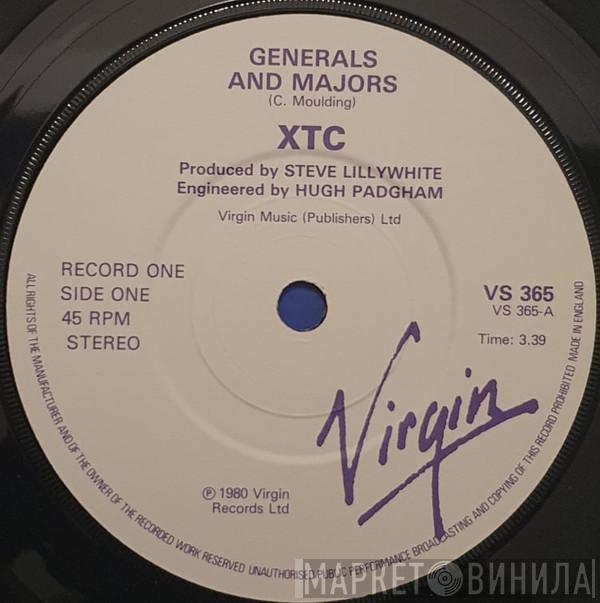 GENERALS
AND MAJORS
(C. Moulding)
XTC
Produced by STEVE LILLYWHITE
Engineered by HUGH PADGHAM
Virgin Music (Publishers) Ltd
RECORD ONE
SIDE ONE
45 RPM
STEREO
VS 365
VS 365-A
Time: 3.39
Virgin
℗ 1980 Virgin
Records Ltd
ALL RIGHTS OF THE MANUFACTURER AND OF THE OWNER OF THE RECORDED WORK RESERVED UNAUTHORISED PUBLIC PERFORMANCE BROADCASTING AND COPYING OF THIS RECORD PROHIBITED MADE IN ENGLAND
МАРКЕТ ВИНИЛА